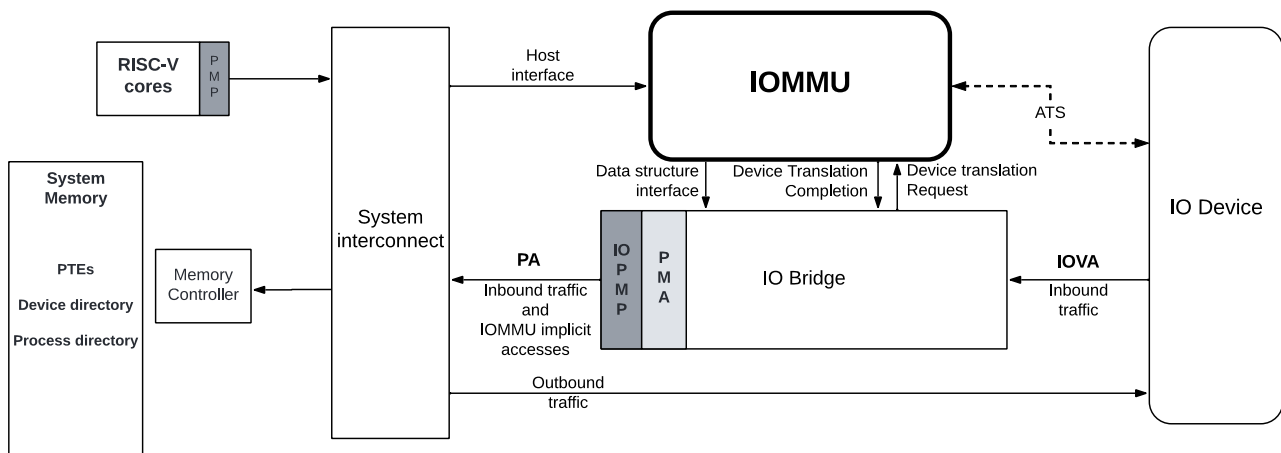 RISC-V
cores
P
M
P
System
Memory
PTEs
Device directory
Process directory
Memory
Controller
System
interconnect
Host
interface
IOMMU
ATS
Data structure
interface
Device Translation
Completion
Device translation
Request
IO Device
IO
P
M
P
P
M
A
IO Bridge
PA
Inbound traffic
and
IOMMU implicit
accesses
IOVA
Inbound
traffic
Outbound
traffic